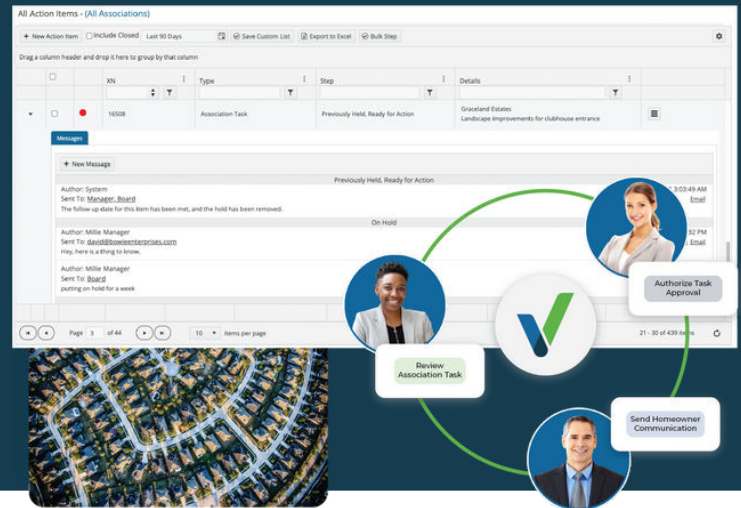 All Action Items - (All Associations)
+ New Action Item Include Closed Last 90 Days Save Custom List Export to Excel Bulk Step
Drag a column header and drop it here to group by that column
XN Type Step Details
16508 Association Task Previously Held, Ready for Action Graceland Estates
Landscape improvements for clubhouse entrance
Messages
+ New Message
Previously Held, Ready for Action
Author: System 3:03:49 AM
Sent To: Manager, Board Email
The follow up date for this item has been met, and the hold has been removed.
On Hold
Author: Millie Manager 32 PM
Sent To: david@bowieenterprises.com Email
Hey, here is a thing to know.
Author: Millie Manager
Sent To: Board
putting on hold for a week
Authorize Task
Approval
Page 3 of 44 10 items per page 21 - 30 of 439 items
Review
Association Task
Send Homeowner
Communication